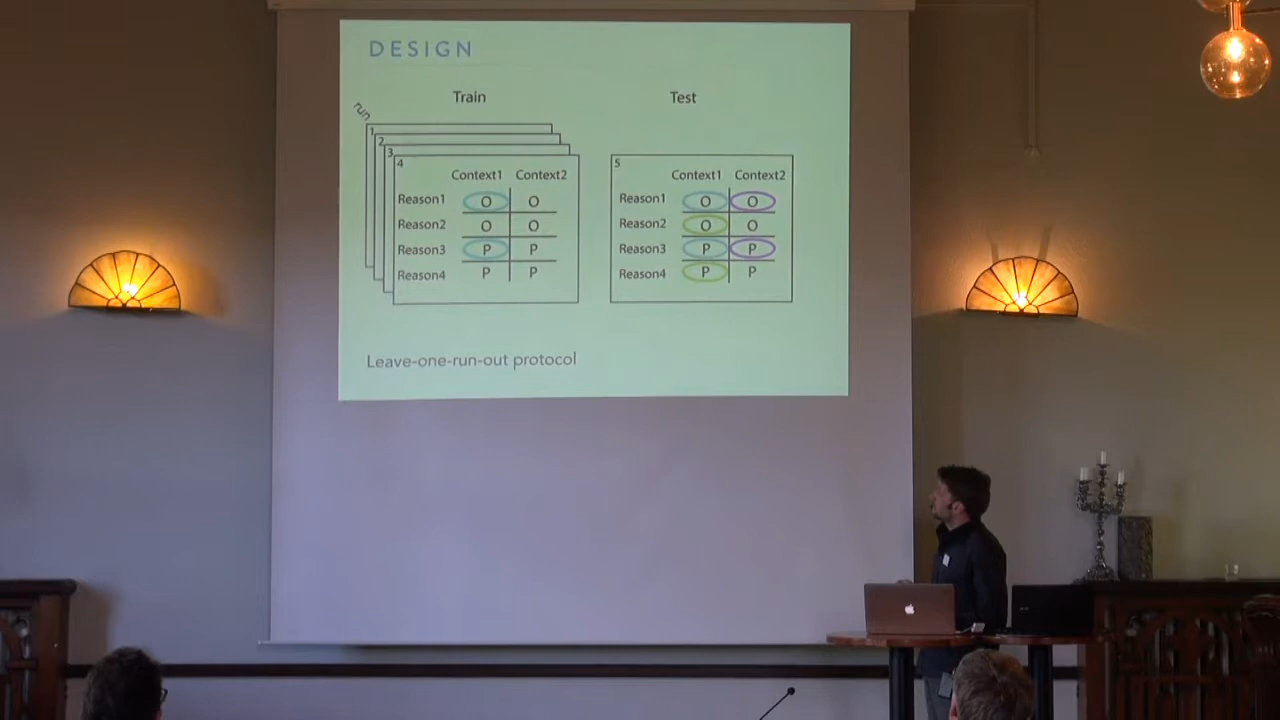 DESIGN
Train
Test
run
1
2
3
4
Context1 Context2
Reason1 O O
Reason2 O O
Reason3 P P
Reason4 P P
5
Context1 Context2
Reason1 O O
Reason2 O O
Reason3 P P
Reason4 P P
Leave-one-run-out protocol